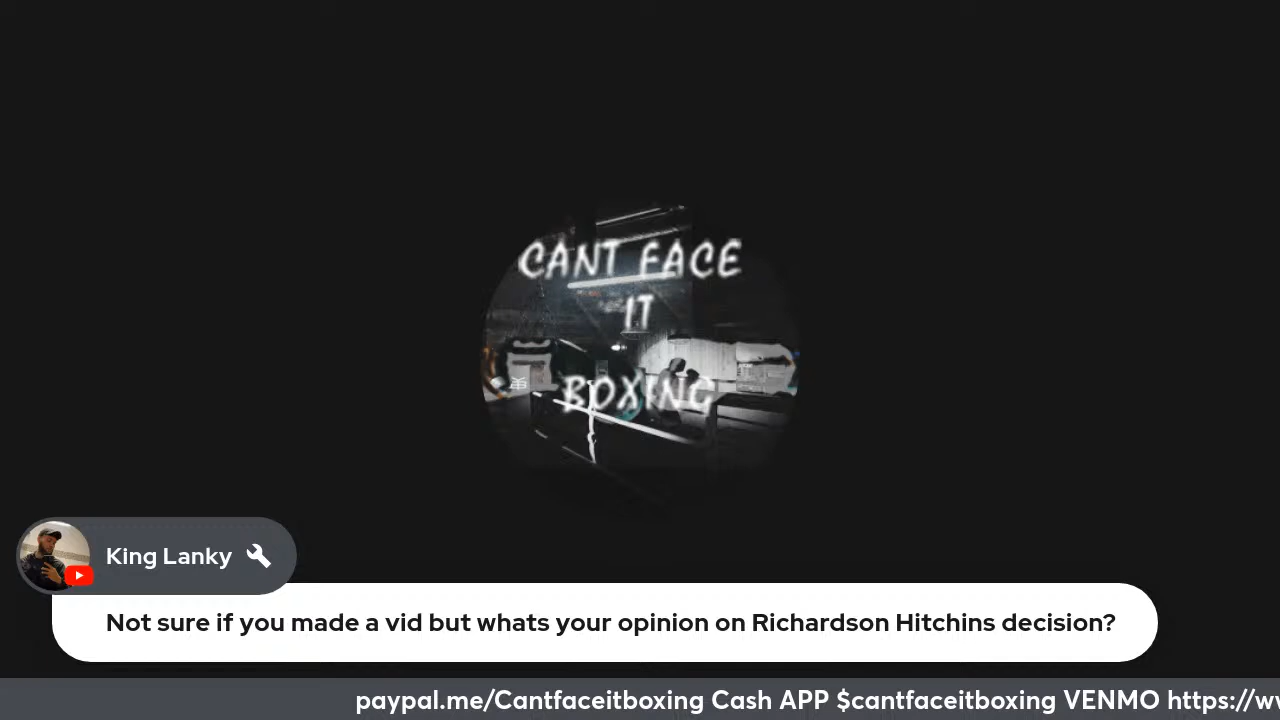 CANT FACE
IT
BOXING
King Lanky
Not sure if you made a vid but whats your opinion on Richardson Hitchins decision?
paypal.me/Cantfaceitboxing Cash APP $cantfaceitboxing VENMO https://w